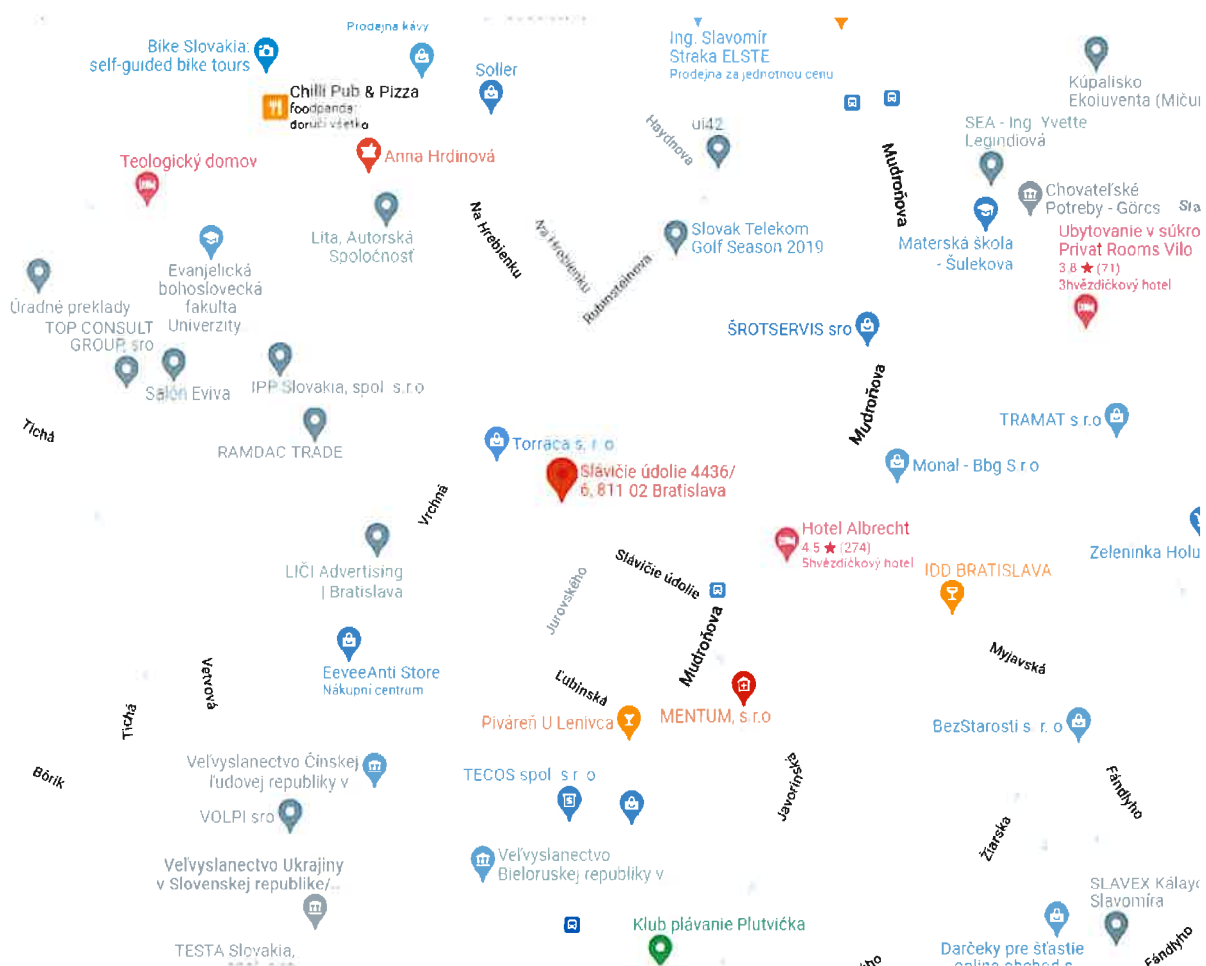 Prodejna kávy
Bike Slovakia:
self-guided bike tours
Soller
Ing. Slavomír
Straka ELSTE
Prodejna za jednotnou cenu
Chilli Pub & Pizza
foodpanda:
doručí všetko
Kúpalisko
SEA - Ing Yvette
Legindiová
Haydnova
ui42
Anna Hrdinová
Teologický domov
Mudroňova
Chovateľské
Potreby - Görcs
Na Hrebienku
Na Hrebienku
Lita, Autorská
Spoločnosť
Slovak Telekom
Golf Season 2019
Materská škola
- Šulekova
Ubytovanie v súkro
Privat Rooms Vilo
3.8 ★ (71)
3hvězdičkový hotel
Rubinsteinova
Evanjelická
bohoslovecká
fakulta
Univerzity
Úradné preklady
TOP CONSULT
GROUP, sro
ŠROTSERVIS sro
Salón Eviva
IPP Slovakia, spol s.r.o
Mudroňova
Tichá
RAMDAC TRADE
TRAMAT s r.o
Torraca s. r. o
Monal - Bbg S r o
Slávičie údolie 4436/
6, 811 02 Bratislava
Vrchná
Hotel Albrecht
4.5 ★ (274)
5hvězdičkový hotel
Zeleninka Holu
LIČI Advertising
| Bratislava
Jurovského
Slávičie údolie
IDD BRATISLAVA
Mudroňova
Myjavská
EeveeAnti Store
Nákupní centrum
Vetvová
Ľubinská
Tichá
Piváreň U Lenivca
MENTUM, s.r.o
BezStarosti s. r. o
Bôrik
Veľvyslanectvo Čínskej
ľudovej republiky v
TECOS spol s r o
Javorinská
Fándlyho
VOLPI sro
Žiarska
Veľvyslanectvo Ukrajiny
v Slovenskej republike/...
Veľvyslanectvo
Bieloruskej republiky v
SLAVEX
Slavomíra
Klub plávanie Plutvička
TESTA Slovakia,
Darčeky pre šťastie
Fándlyho